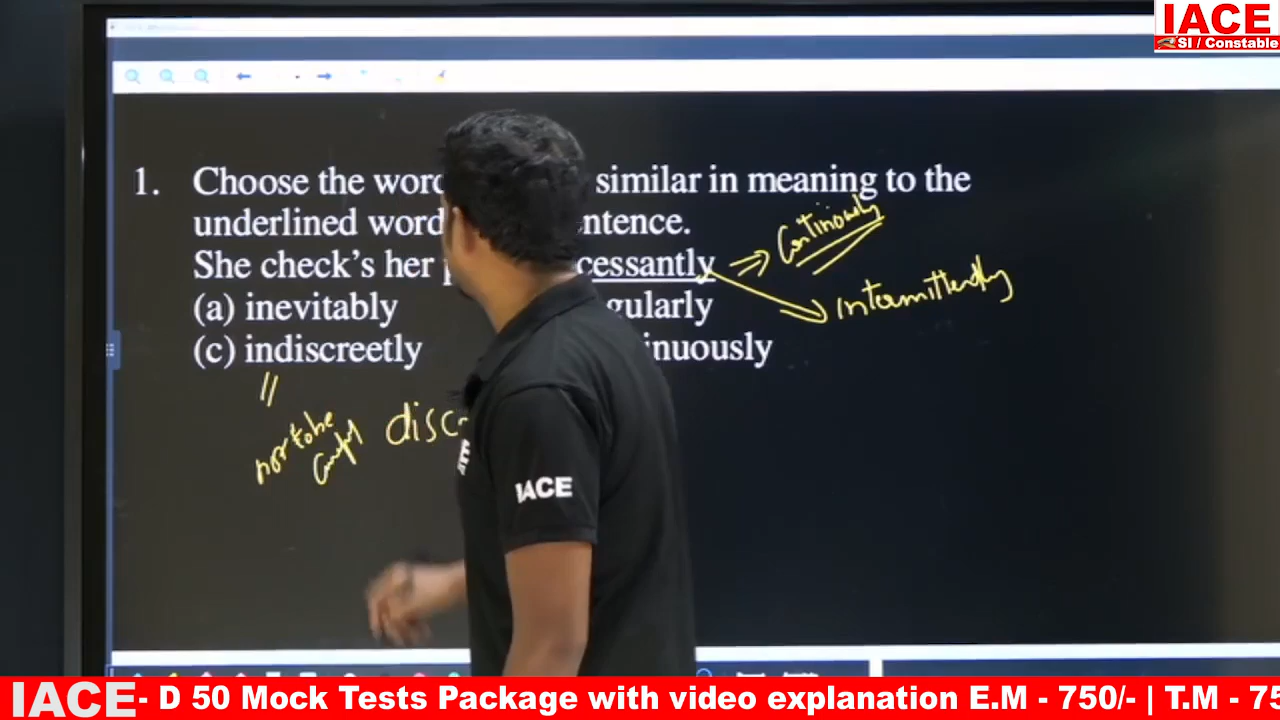 IACE
SI / Constable
1. Choose the word similar in meaning to the
underlined word entence.
She check's her cessantly
Continously
intermittently
(a) inevitably gularly
(c) indiscreetly inuously
not to be
careful
disc
IACE
IACE - D 50 Mock Tests Package with video explanation E.M - 750/- | T.M - 75